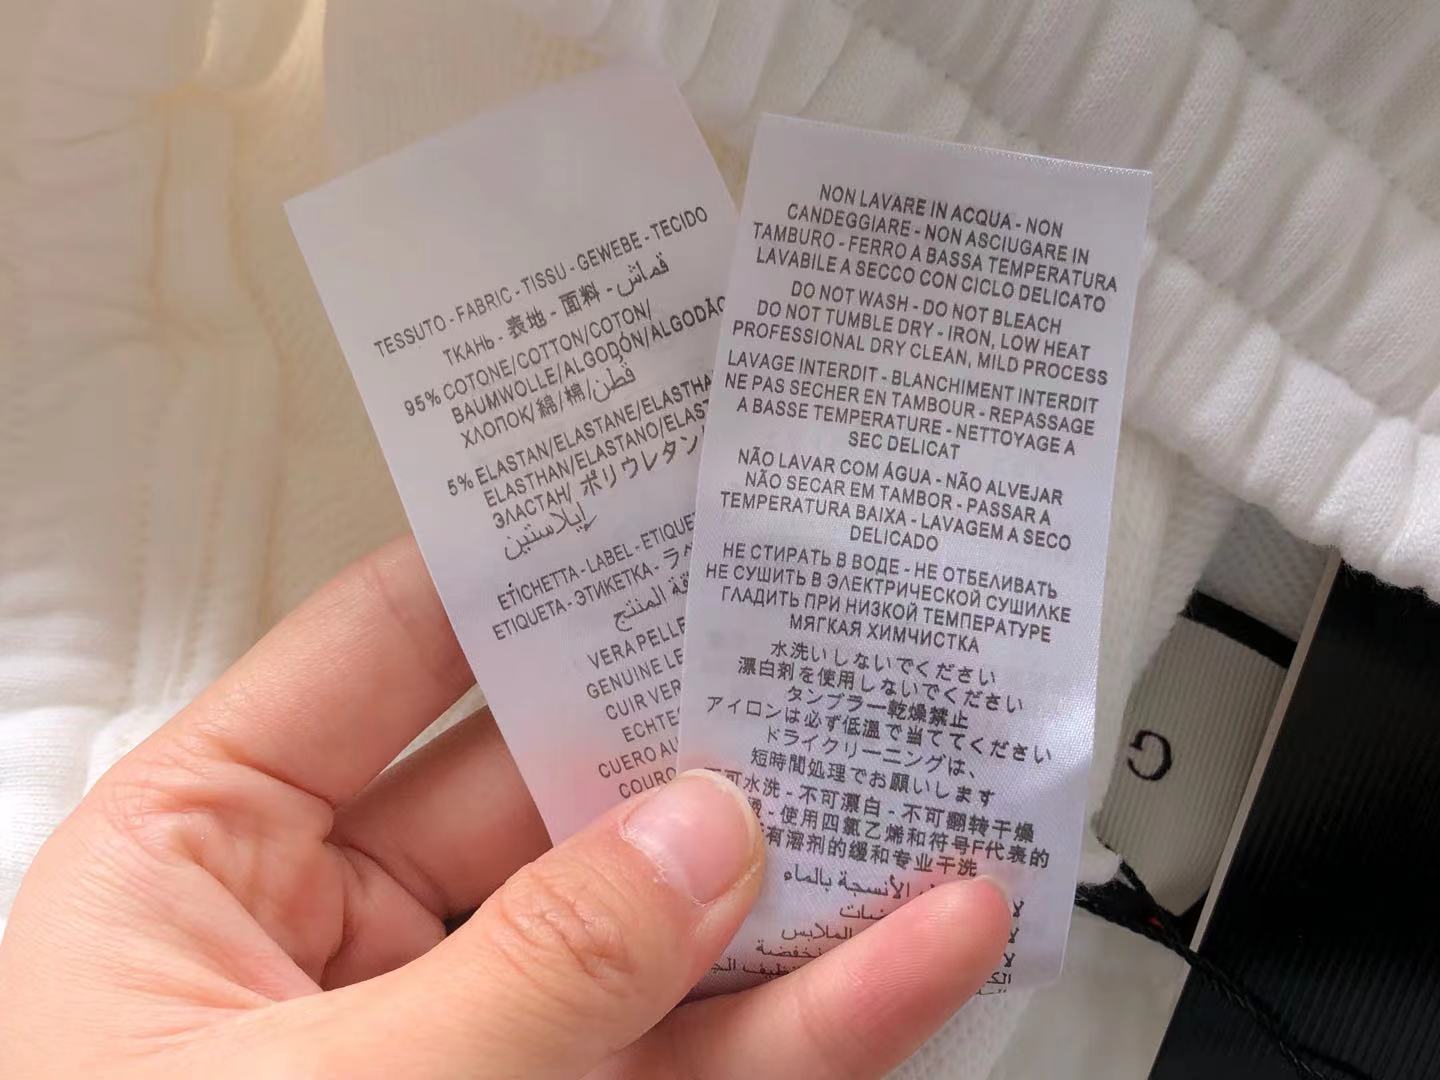 TESSUTO - FABRIC - TISSU - GEWEBE - TECIDO
ТКАНЬ - 表地 - 面料 - قماش
95% COTONE/COTTON/COTON/
BAUMWOLLE/ALGODÓN/ALGODÃO
ХЛОПОК/綿/棉/قطن
5% ELASTAN/ELASTANE/
ELASTHAN/ELASTANO/
ЭЛАСТАН/ ポリウレタン
إيلاستين
ETICHETTA - LABEL -
ETIQUETA - ЭТИКЕТКА -
المنتج
VERA PELLE
GENUINE
CUIR
CUERO
NON LAVARE IN ACQUA - NON
CANDEGGIARE - NON ASCIUGARE IN
TAMBURO - FERRO A BASSA TEMPERATURA
LAVABILE A SECCO CON CICLO DELICATO
DO NOT WASH - DO NOT BLEACH
DO NOT TUMBLE DRY - IRON, LOW HEAT
PROFESSIONAL DRY CLEAN, MILD PROCESS
LAVAGE INTERDIT - BLANCHIMENT INTERDIT
NE PAS SECHER EN TAMBOUR - REPASSAGE
A BASSE TEMPERATURE - NETTOYAGE A
SEC DELICAT
NÃO LAVAR COM ÁGUA - NÃO ALVEJAR
NÃO SECAR EM TAMBOR - PASSAR A
TEMPERATURA BAIXA - LAVAGEM A SECO
DELICADO
НЕ СТИРАТЬ В ВОДЕ - НЕ ОТБЕЛИВАТЬ
НЕ СУШИТЬ В ЭЛЕКТРИЧЕСКОЙ СУШИЛКЕ
ГЛАДИТЬ ПРИ НИЗКОЙ ТЕМПЕРАТУРЕ
МЯГКАЯ ХИМЧИСТКА
水洗いしないでください
漂白剤を使用しないでください
タンブラー乾燥禁止
アイロンは必ず低温で当ててください
ドライクリーニングは、
短時間処理でお願いします
可水洗 - 不可漂白 - 不可翻转干燥
- 使用四氯乙烯和符号F代表的
有溶剂的缓和专业干洗
الأنسجة بالماء
الملابس
G